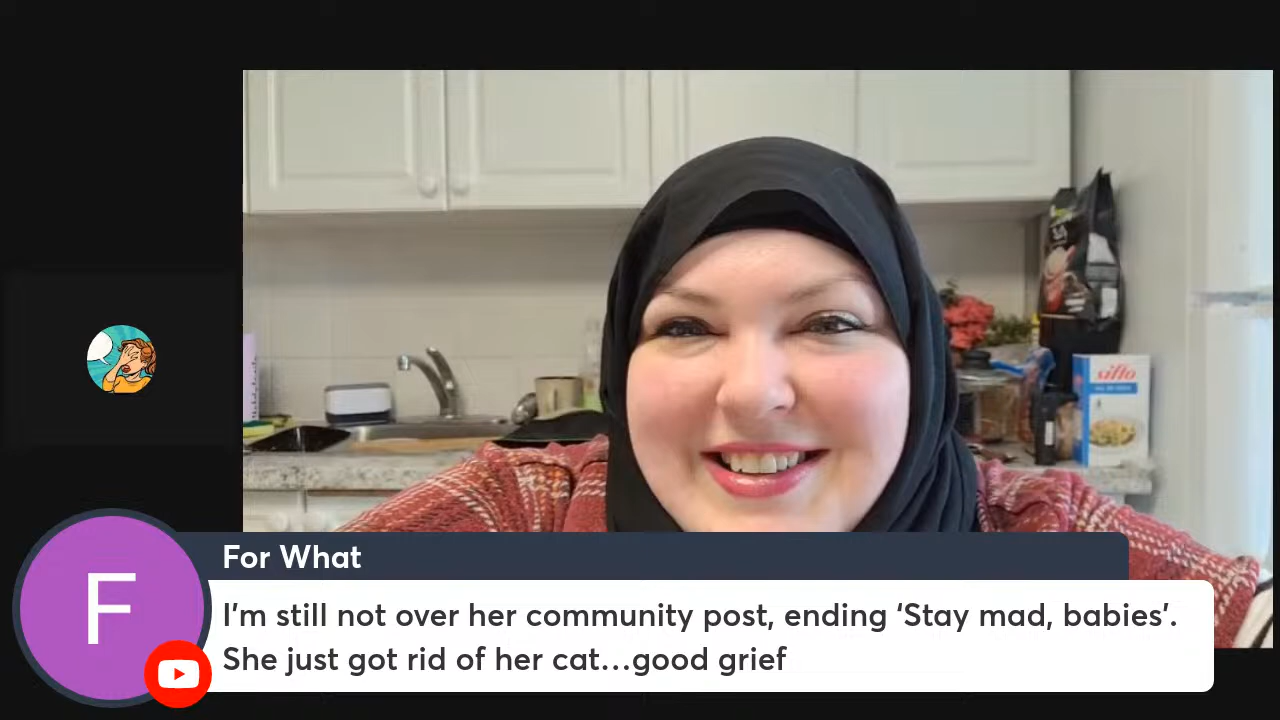 sifto
F
For What
I'm still not over her community post, ending ‘Stay mad, babies’.
She just got rid of her cat...good grief